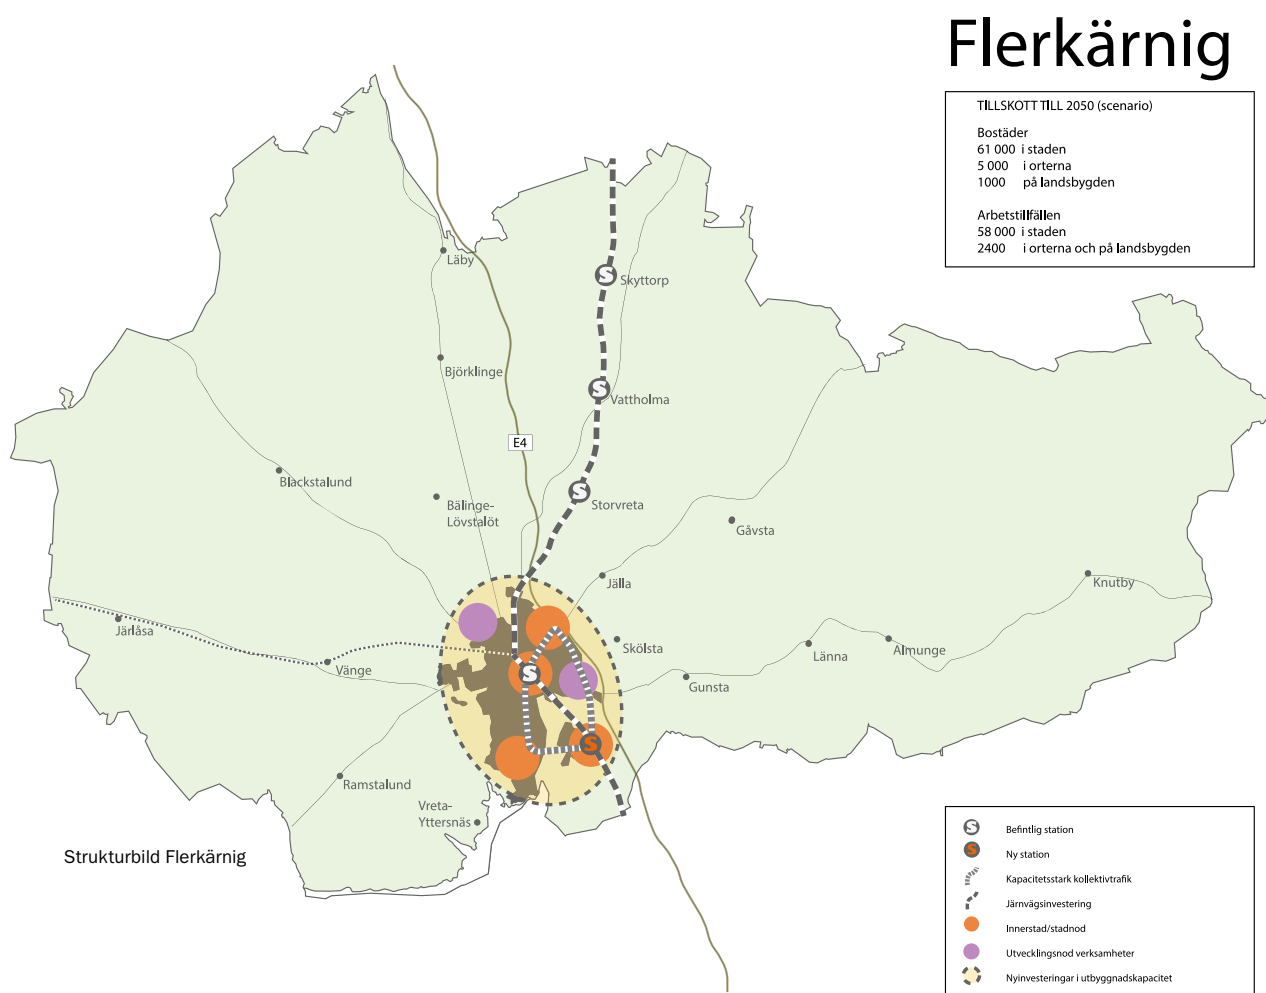 Flerkärnig
TILLSKOTT TILL 2050 (scenario)
Bostäder
61 000 i staden
5 000 i orterna
1000 på landsbygden
Arbetstillfällen
58 000 i staden
2400 i orterna och på landsbygden
Läby
Skyttorp
Björklinge
Vattholma
E4
Blackstalund
Bälinge-
Lövstalöt
Storvreta
Gåvsta
Jälla
Knutby
Järlåsa
Vänge
Skölsta
Länna
Almunge
Gunsta
S
S
S
S
S
Ramstalund
Vreta-
Yttersnäs
Strukturbild Flerkärnig
S Befintlig station
S Ny station
Kapacitetsstark kollektivtrafik
Järnvägsinvestering
Innerstad/stadnod
Utvecklingsnod verksamheter
Nyinvesteringar i utbyggnadskapacitet